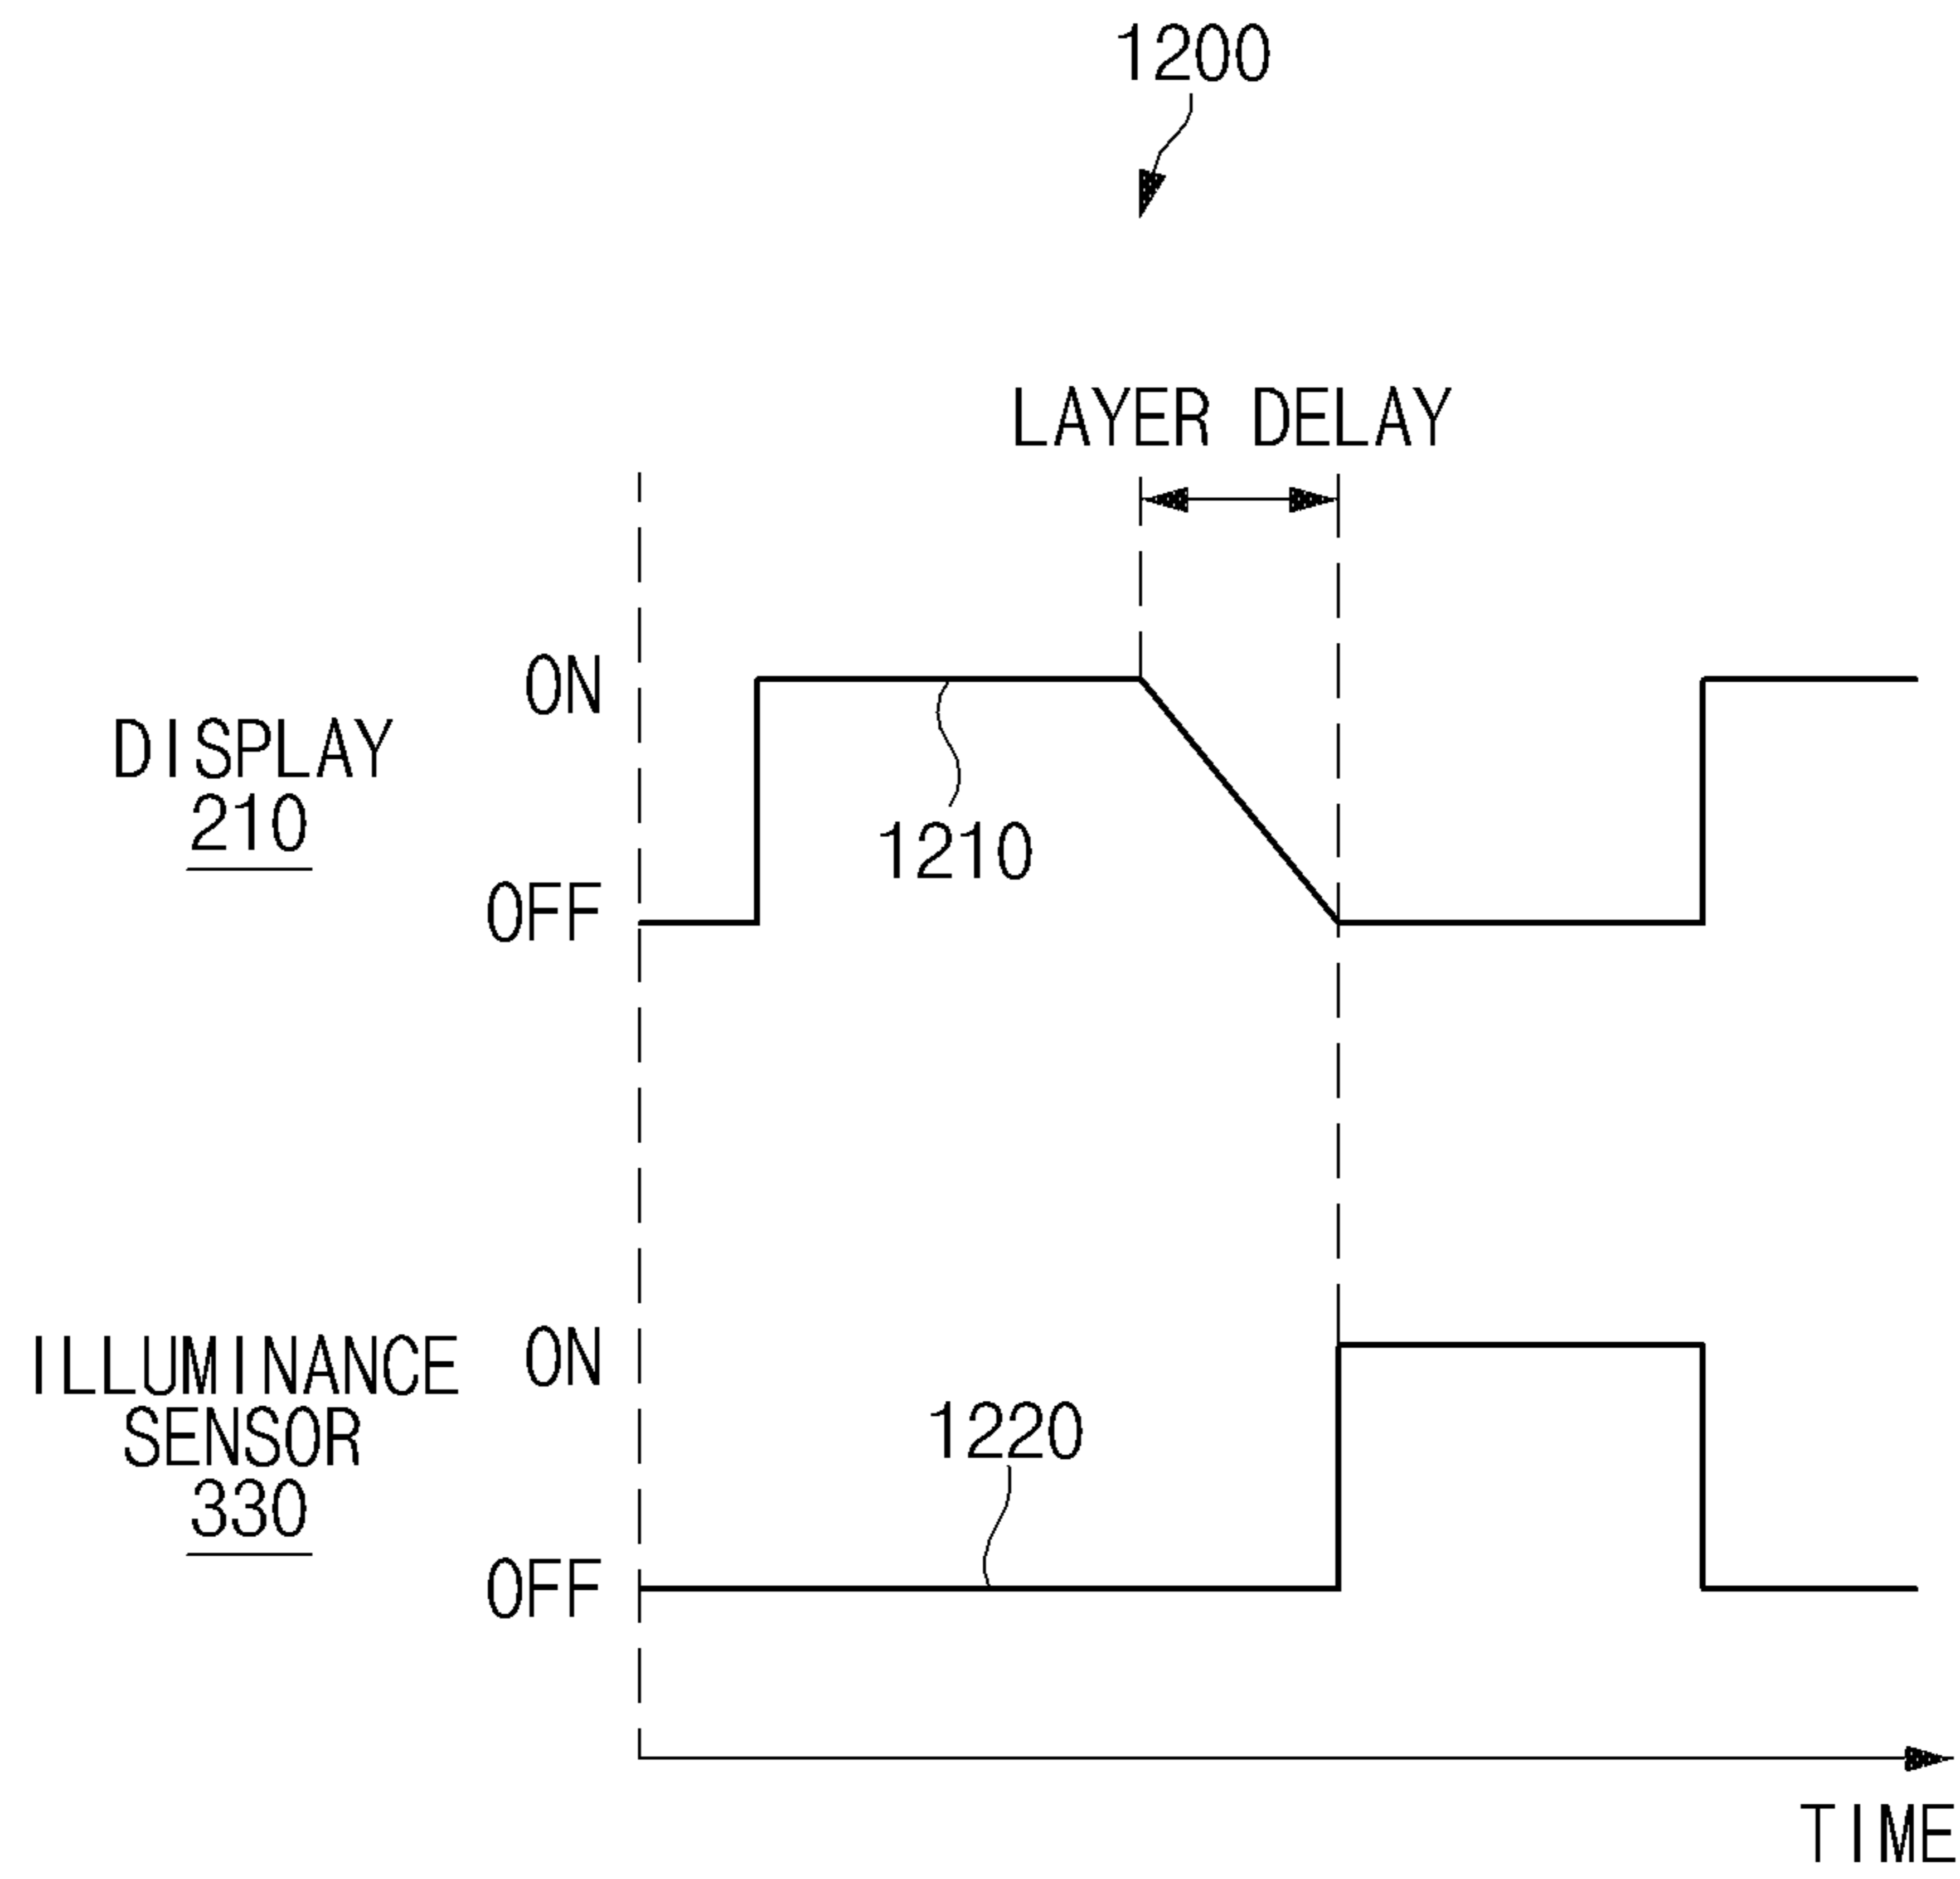 1200
LAYER DELAY
ON
DISPLAY
210
1210
OFF
ON
ILLUMINANCE
SENSOR
330
1220
OFF
TIME